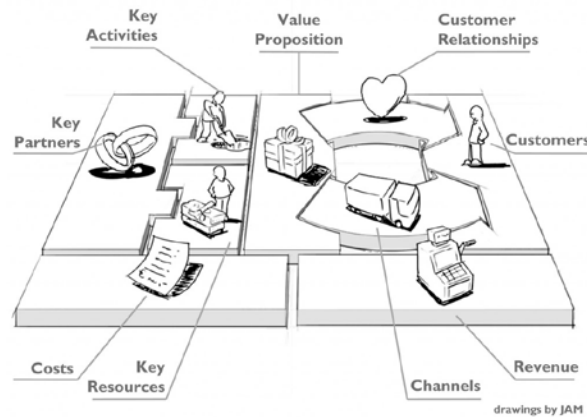 Key
Activities
Value
Proposition
Customer
Relationships
Key
Partners
Customers
Costs
Key
Resources
Channels
Revenue
drawings by JAM